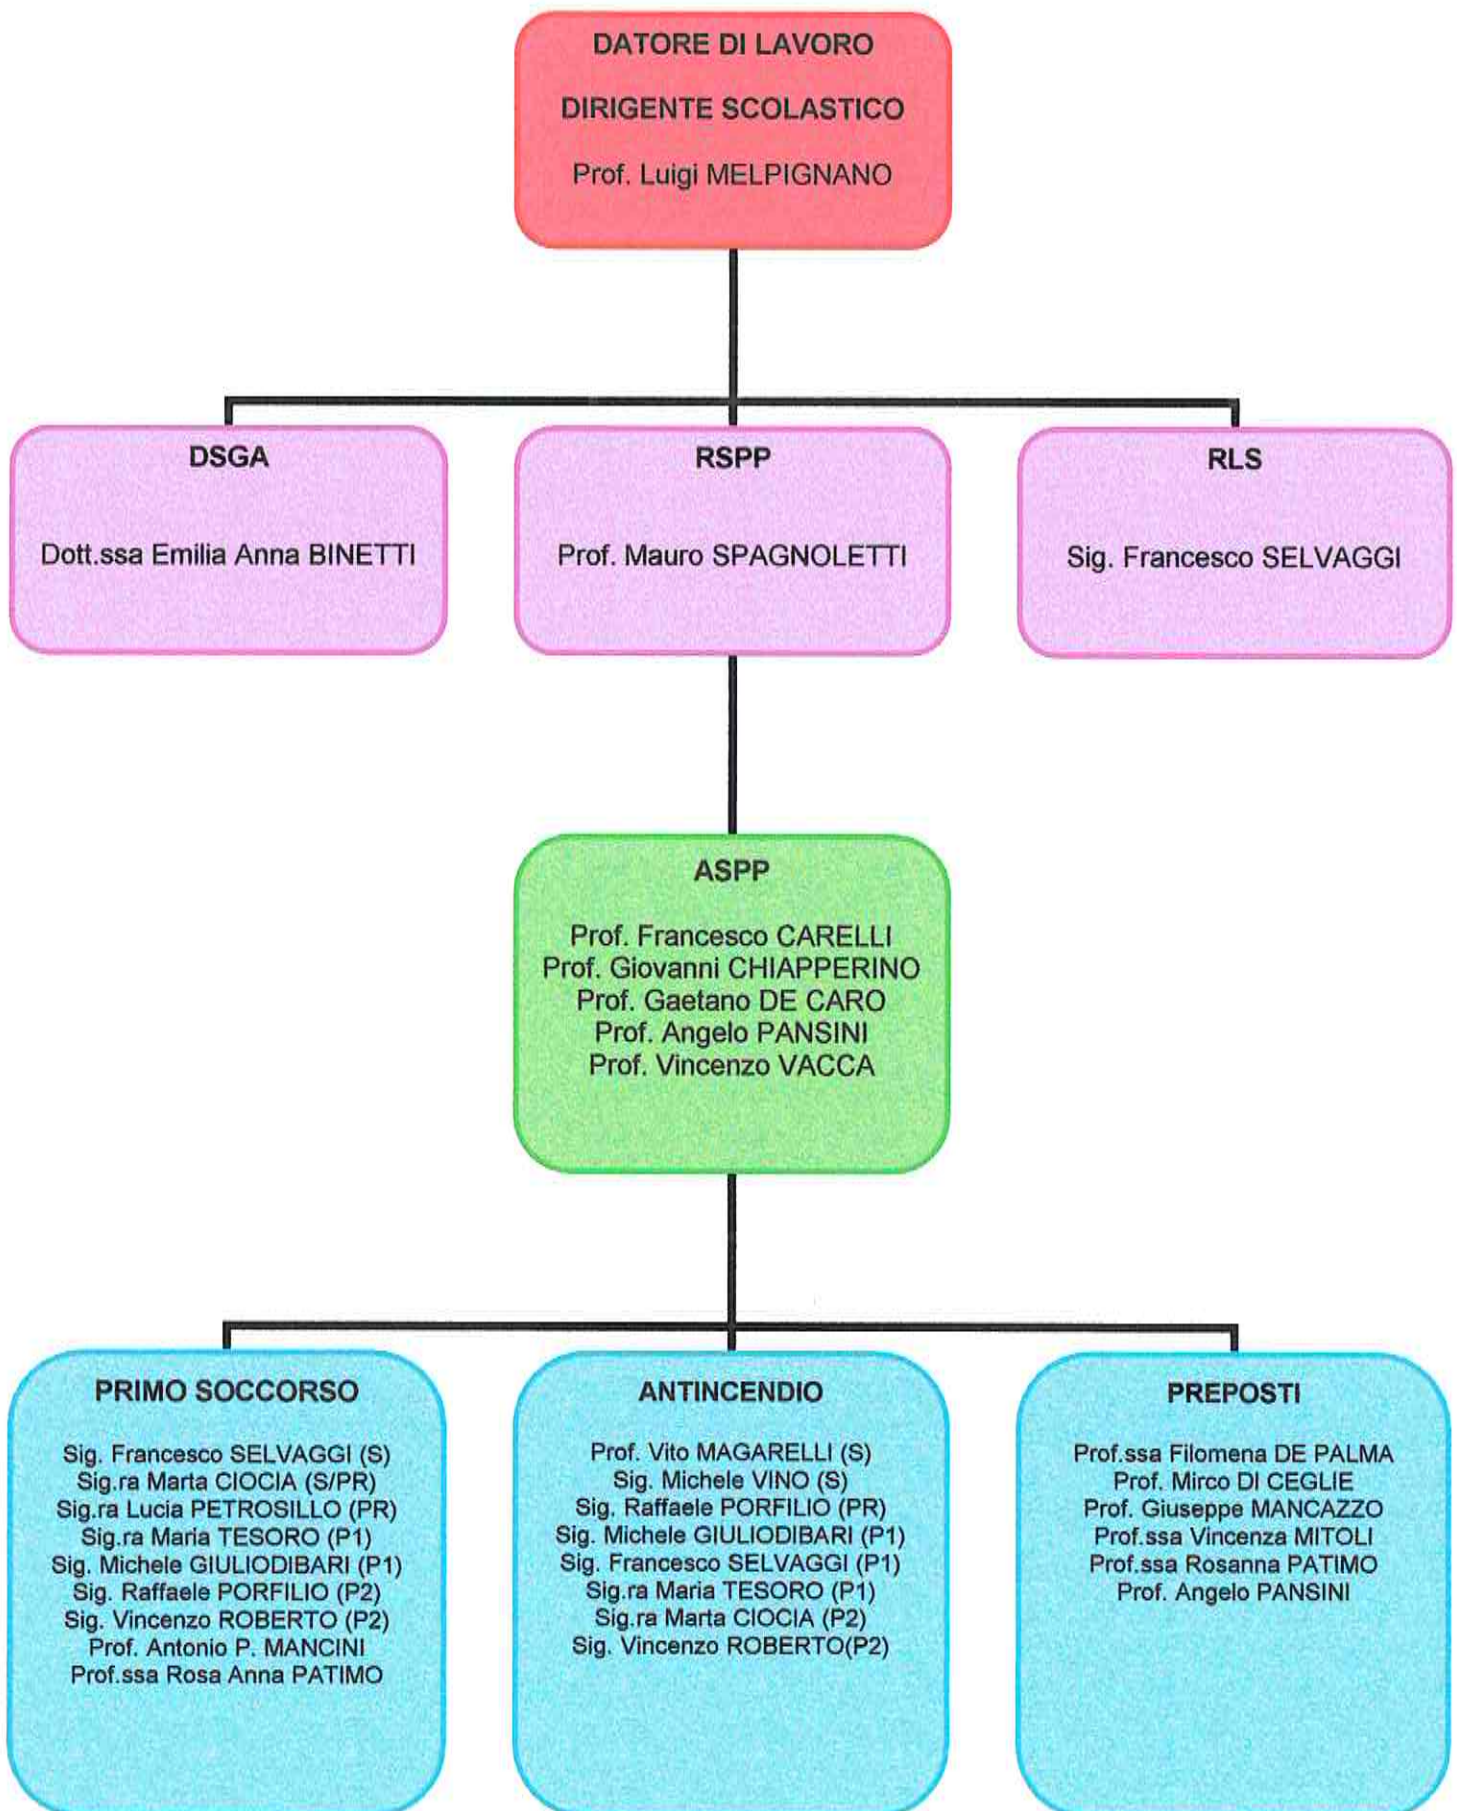 DATORE DI LAVORO
DIRIGENTE SCOLASTICO
Prof. Luigi MELPIGNANO
DSGA
Dott.ssa Emilia Anna BINETTI
RSPP
Prof. Mauro SPAGNOLETTI
RLS
Sig. Francesco SELVAGGI
ASPP
Prof. Francesco CARELLI
Prof. Giovanni CHIAPPERINO
Prof. Gaetano DE CARO
Prof. Angelo PANSINI
Prof. Vincenzo VACCA
PRIMO SOCCORSO
Sig. Francesco SELVAGGI (S)
Sig.ra Marta CIOCIA (S/PR)
Sig.ra Lucia PETROSILLO (PR)
Sig.ra Maria TESORO (P1)
Sig. Michele GIULIODIBARI (P1)
Sig. Raffaele PORFILIO (P2)
Sig. Vincenzo ROBERTO (P2)
Prof. Antonio P. MANCINI
Prof.ssa Rosa Anna PATIMO
ANTINCENDIO
Prof. Vito MAGARELLI (S)
Sig. Michele VINO (S)
Sig. Raffaele PORFILIO (PR)
Sig. Michele GIULIODIBARI (P1)
Sig. Francesco SELVAGGI (P1)
Sig.ra Maria TESORO (P1)
Sig.ra Marta CIOCIA (P2)
Sig. Vincenzo ROBERTO(P2)
PREPOSTI
Prof.ssa Filomena DE PALMA
Prof. Mirco DI CEGLIE
Prof. Giuseppe MANCAZZO
Prof.ssa Vincenza MITOLI
Prof.ssa Rosanna PATIMO
Prof. Angelo PANSINI